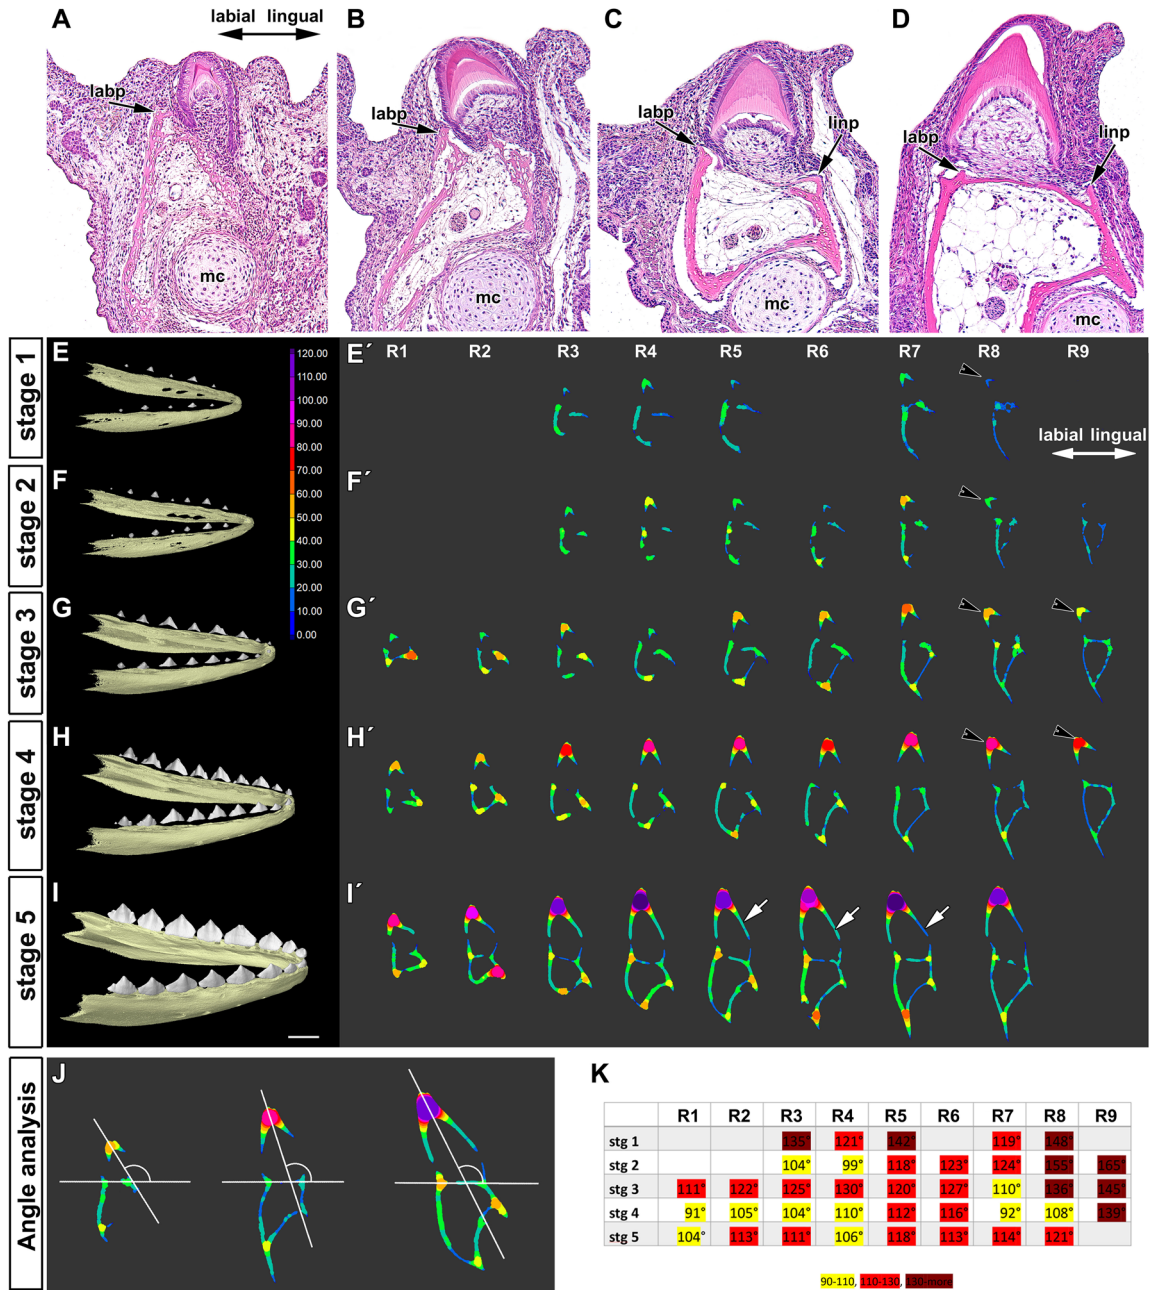 A
labial lingual
labp
mc
B
labp
mc
C
labp
linp
mc
D
labp
linp
mc
stage 1
stage 2
stage 3
stage 4
stage 5
Angle analysis
E
F
G
H
I
120.00
110.00
100.00
90.00
80.00
70.00
60.00
50.00
40.00
30.00
20.00
10.00
0.00
E´ R1 R2 R3 R4 R5 R6 R7 R8 R9
labial lingual
F´
G´
H´
I´
J
K
R1 R2 R3 R4 R5 R6 R7 R8 R9
stg 1 135° 121° 142° 119° 148°
stg 2 104° 99° 118° 123° 124° 155° 165°
stg 3 111° 122° 125° 130° 120° 127° 110° 136° 145°
stg 4 91° 105° 104° 110° 112° 116° 92° 108° 139°
stg 5 104° 113° 111° 106° 118° 113° 114° 121°
90-110, 110-130, 130-more